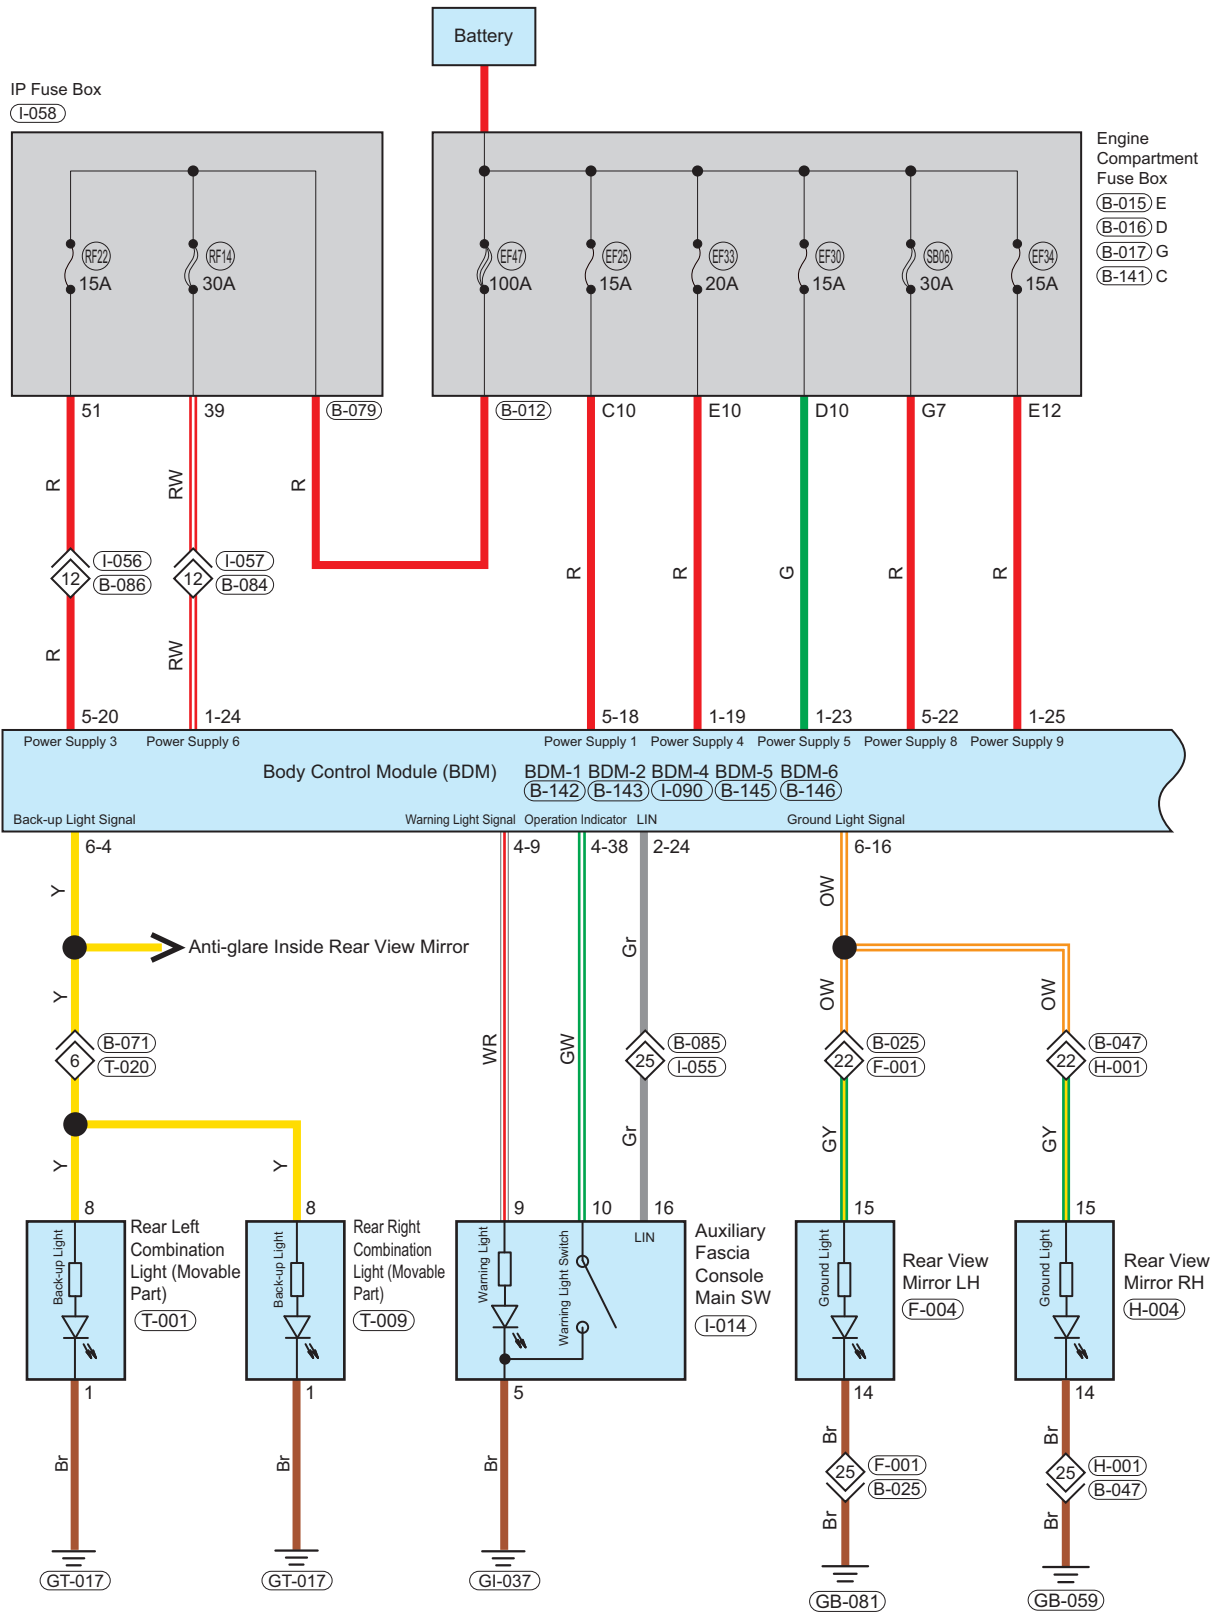 Battery
IP Fuse Box
I-058
Engine
Compartment
Fuse Box
B-015 E
B-016 D
B-017 G
B-141 C
RF22
15A
RF14
30A
EF47
100A
EF25
15A
EF33
20A
EF30
15A
SB06
30A
EF34
15A
51
39
B-079
B-012
C10
E10
D10
G7
E12
R
RW
R
R
R
G
R
R
12
I-056
B-086
12
I-057
B-084
R
RW
5-20
1-24
5-18
1-19
1-23
5-22
1-25
Power Supply 3
Power Supply 6
Power Supply 1
Power Supply 4
Power Supply 5
Power Supply 8
Power Supply 9
Body Control Module (BDM)
BDM-1 BDM-2 BDM-4 BDM-5 BDM-6
B-142 B-143 I-090 B-145 B-146
Back-up Light Signal
Warning Light Signal
Operation Indicator
LIN
Ground Light Signal
6-4
4-9
4-38
2-24
6-16
Y
OW
Anti-glare Inside Rear View Mirror
Gr
Y
OW
OW
6
B-071
T-020
WR
GW
25
B-085
I-055
22
B-025
F-001
22
B-047
H-001
Y
Y
Gr
GY
GY
8
8
9
10
16
15
15
Back-up Light
Rear Left
Combination
Light (Movable
Part)
T-001
Back-up Light
Rear Right
Combination
Light (Movable
Part)
T-009
Warning Light
Warning Light Switch
LIN
Auxiliary
Fascia
Console
Main SW
I-014
Ground Light
Rear View
Mirror LH
F-004
Ground Light
Rear View
Mirror RH
H-004
1
1
5
14
14
Br
Br
Br
Br
Br
25
F-001
B-025
25
H-001
B-047
Br
Br
GT-017
GT-017
GI-037
GB-081
GB-059